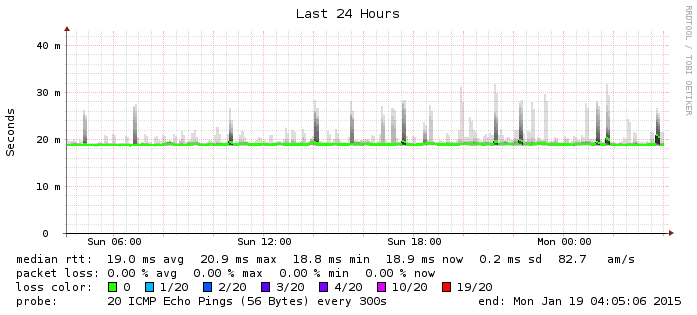 Last 24 Hours
RRDTOOL / TOBI OETIKER
Seconds
40 m
30 m
20 m
10 m
0
Sun 06:00 Sun 12:00 Sun 18:00 Mon 00:00
median rtt: 19.0 ms avg 20.9 ms max 18.8 ms min 18.9 ms now 0.2 ms sd 82.7 am/s
packet loss: 0.00 % avg 0.00 % max 0.00 % min 0.00 % now
loss color: 0 1/20 2/20 3/20 4/20 10/20 19/20
probe: 20 ICMP Echo Pings (56 Bytes) every 300s end: Mon Jan 19 04:05:06 2015